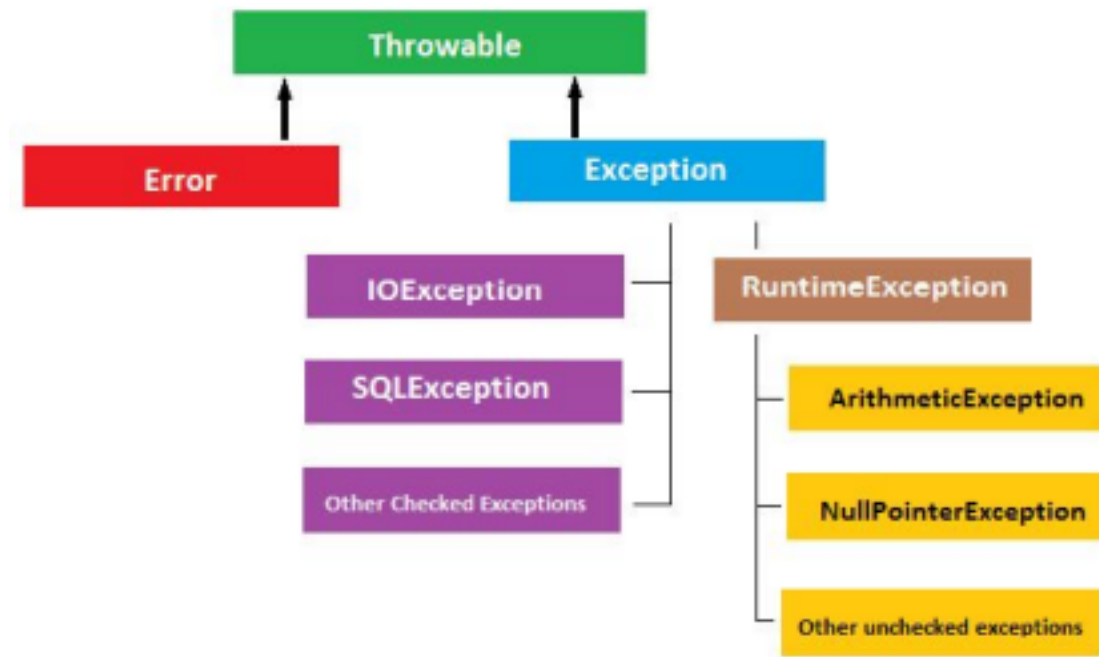 Throwable
Error
Exception
IOException
RuntimeException
SQLException
ArithmeticException
Other Checked Exceptions
NullPointerException
Other unchecked exceptions